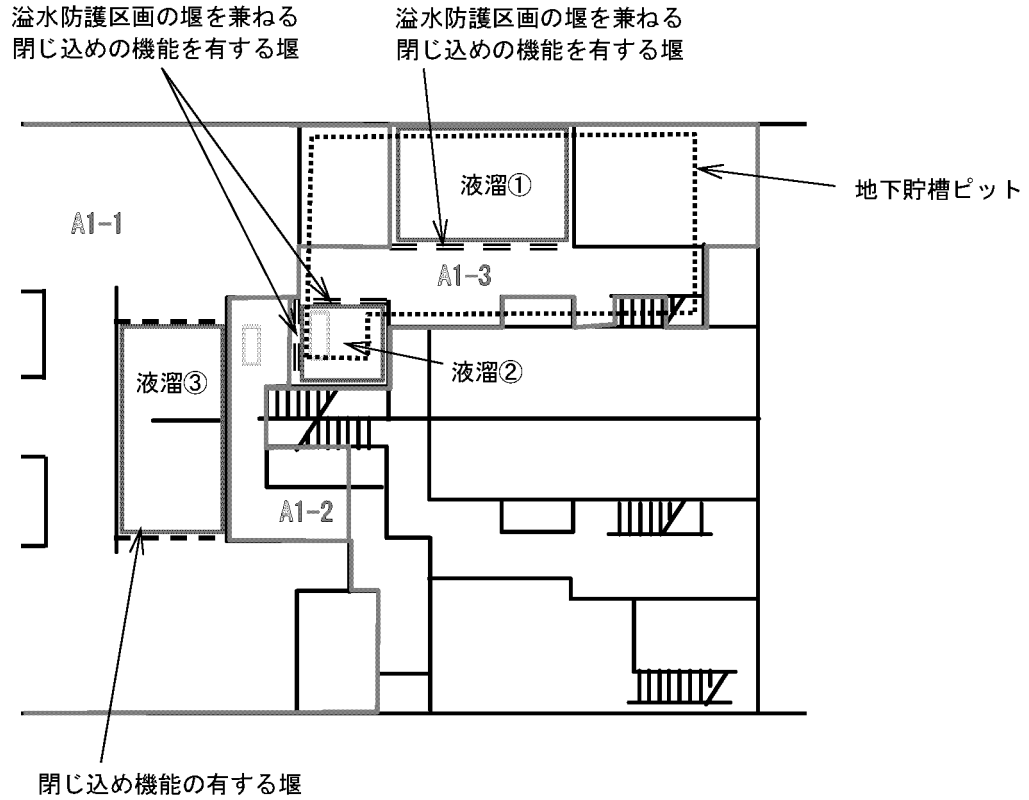 溢水防護区画の堰を兼ねる
閉じ込めの機能を有する堰
溢水防護区画の堰を兼ねる
閉じ込めの機能を有する堰
液溜①
地下貯槽ピット
A1-1
A1-3
液溜②
液溜③
A1-2
閉じ込め機能の有する堰